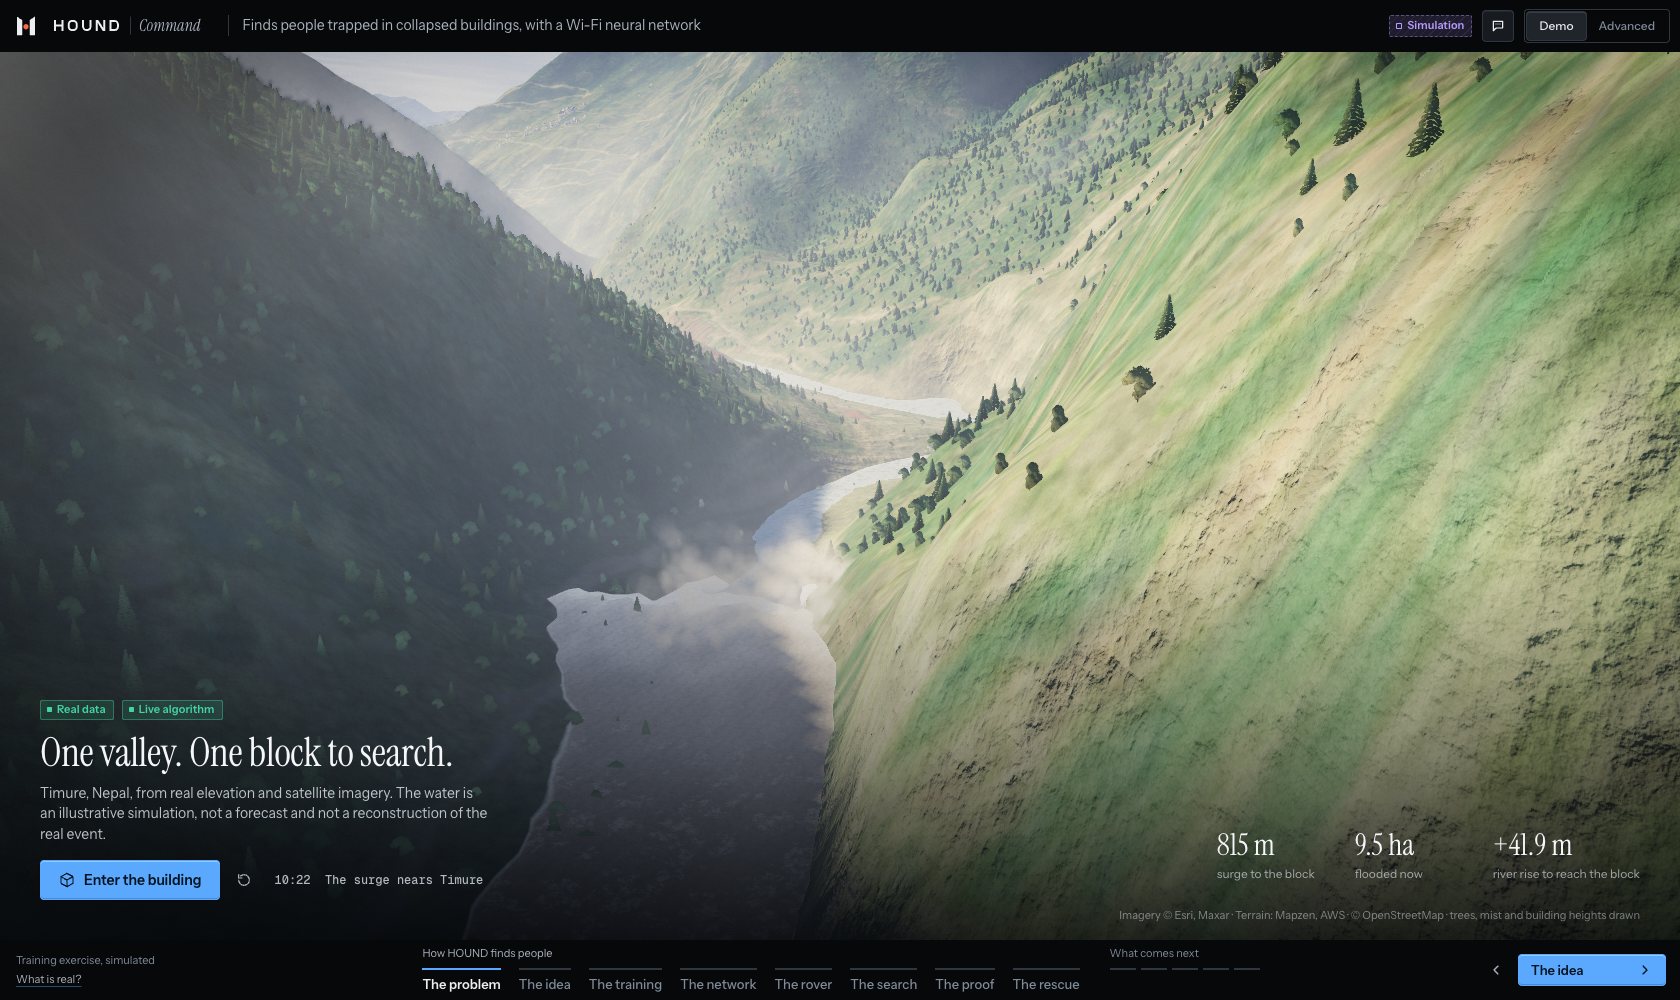 HOUND Command
Finds people trapped in collapsed buildings, with a Wi-Fi neural network
Simulation
Demo
Advanced
Real data
Live algorithm
One valley. One block to search.
Timure, Nepal, from real elevation and satellite imagery. The water is
an illustrative simulation, not a forecast and not a reconstruction of the
real event.
Enter the building
10:22 The surge nears Timure
815 m
surge to the block
9.5 ha
flooded now
+41.9 m
river rise to reach the block
Imagery © Esri, Maxar · Terrain: Mapzen, AWS · © OpenStreetMap · trees, mist and building heights drawn
Training exercise, simulated
What is real?
How HOUND finds people
The problem
The idea
The training
The network
The rover
The search
The proof
The rescue
What comes next
The idea